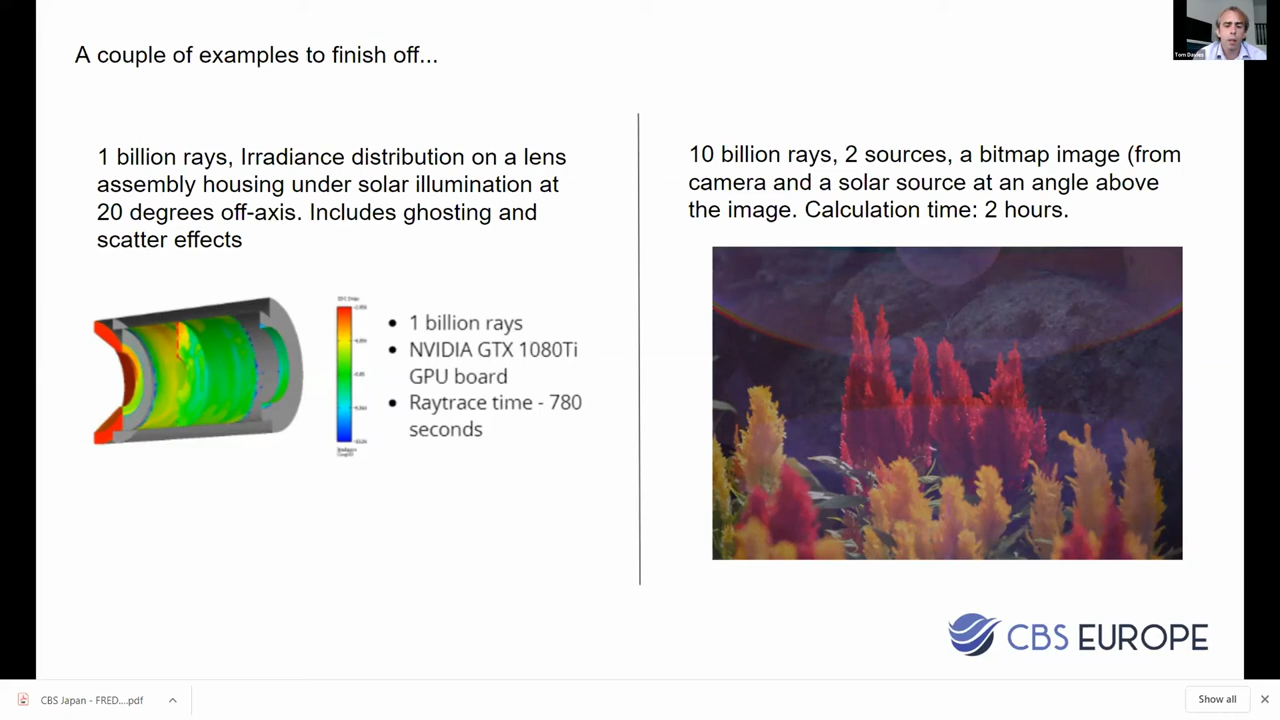 A couple of examples to finish off...
Tom Davies
1 billion rays, Irradiance distribution on a lens
assembly housing under solar illumination at
20 degrees off-axis. Includes ghosting and
scatter effects
1 billion rays
NVIDIA GTX 1080Ti
GPU board
Raytrace time - 780
seconds
10 billion rays, 2 sources, a bitmap image (from
camera and a solar source at an angle above
the image. Calculation time: 2 hours.
CBS EUROPE
CBS Japan - FRED....pdf
Show all